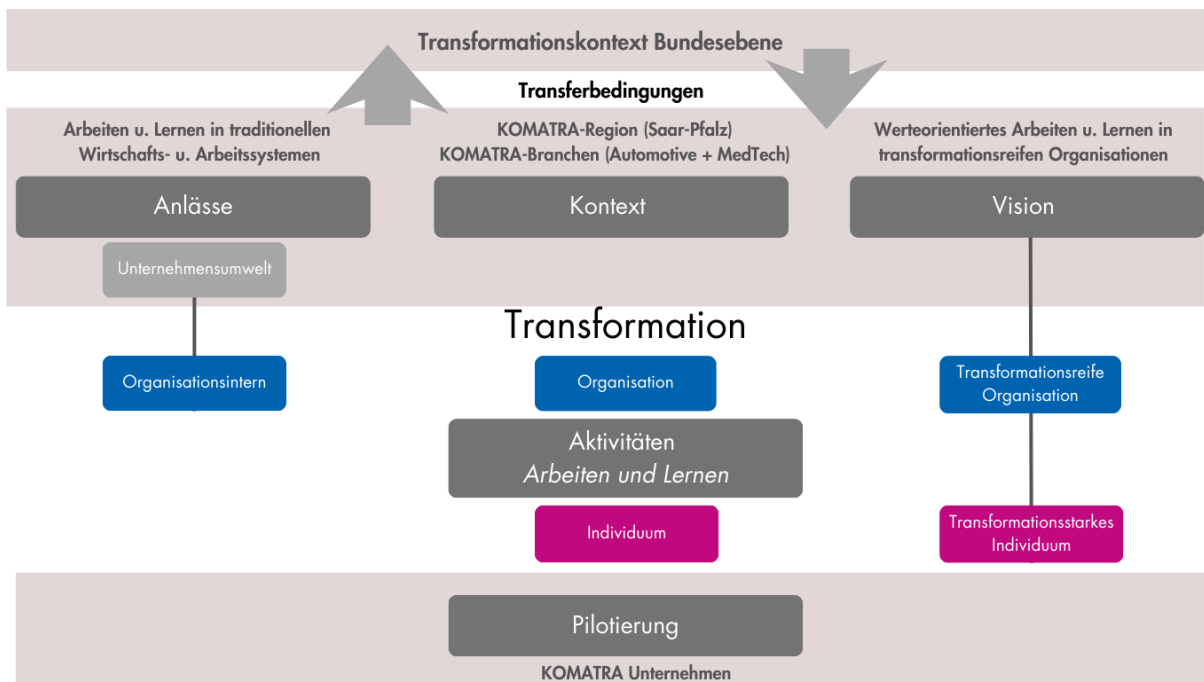 Transformationskontext Bundesebene
Transferbedingungen
Arbeiten u. Lernen in traditionellen
Wirtschafts- u. Arbeitssystemen
KOMATRA-Region (Saar-Pfalz)
KOMATRA-Branchen (Automotive + MedTech)
Werteorientiertes Arbeiten u. Lernen in
transformationsreifen Organisationen
Anlässe
Kontext
Vision
Unternehmensumwelt
Transformation
Organisationsintern
Organisation
Transformationsreife
Organisation
Aktivitäten
Arbeiten und Lernen
Individuum
Transformationsstarkes
Individuum
Pilotierung
KOMATRA Unternehmen